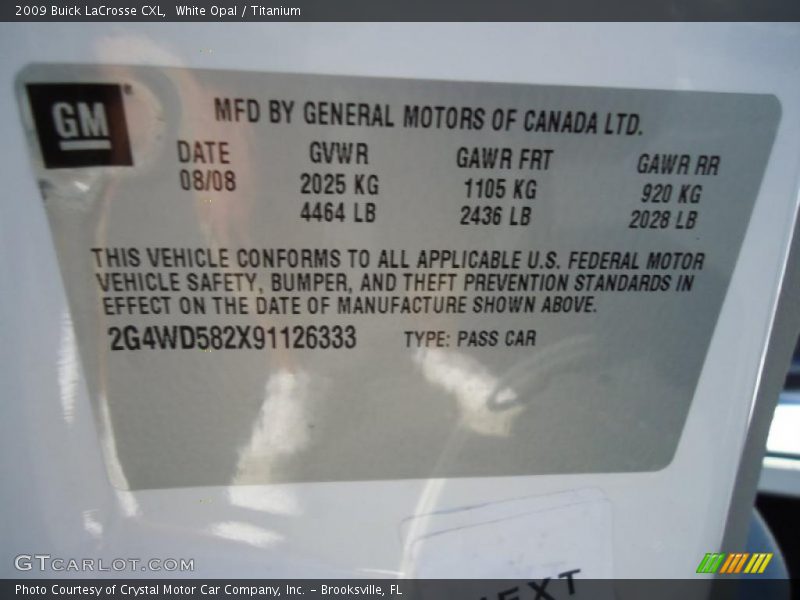 2009 Buick LaCrosse CXL,  White Opal / Titanium
GM
MFD BY GENERAL MOTORS OF CANADA LTD.
DATE GVWR GAWR FRT GAWR RR
08/08 2025 KG 1105 KG 920 KG
4464 LB 2436 LB 2028 LB
THIS VEHICLE CONFORMS TO ALL APPLICABLE U.S. FEDERAL MOTOR
VEHICLE SAFETY, BUMPER, AND THEFT PREVENTION STANDARDS IN
EFFECT ON THE DATE OF MANUFACTURE SHOWN ABOVE.
2G4WD582X91126333 TYPE: PASS CAR
NEXT
GTCARLOT.COM
Photo Courtesy of Crystal Motor Car Company, Inc. – Brooksville, FL